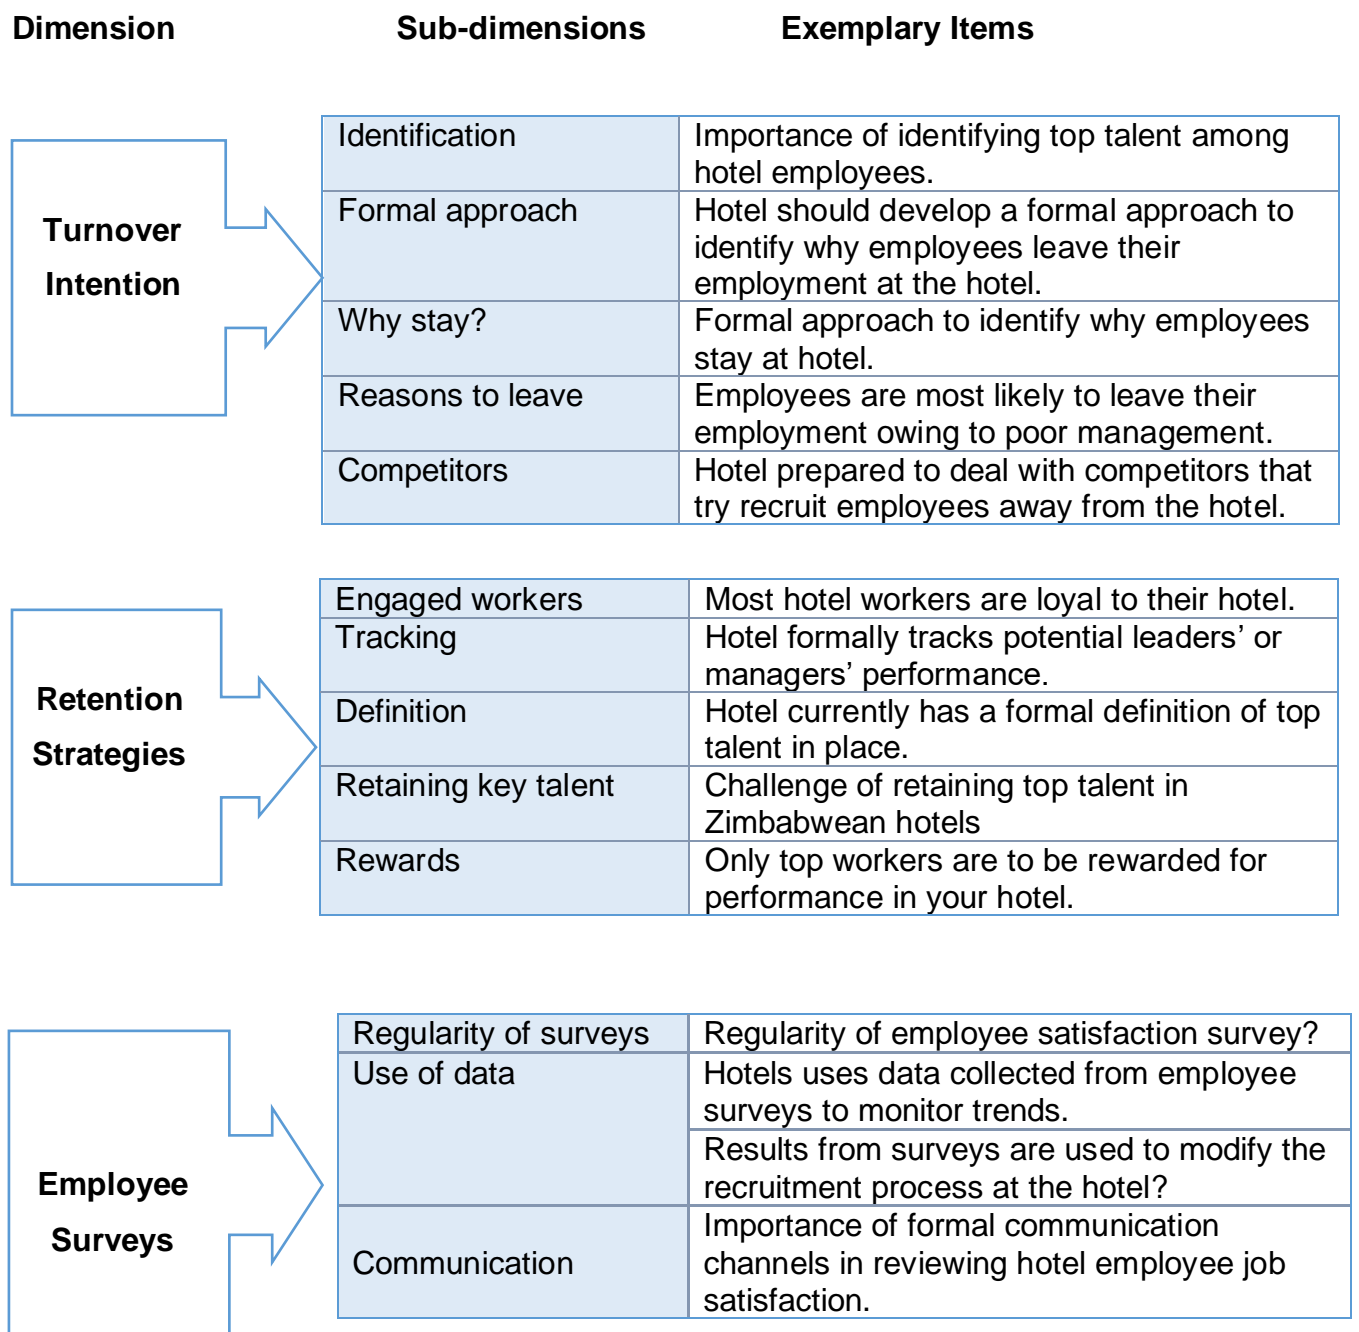 Dimension Sub-dimensions Exemplary Items
Turnover
Intention
Identification
Importance of identifying top talent among
hotel employees.
Formal approach
Hotel should develop a formal approach to
identify why employees leave their
employment at the hotel.
Why stay?
Formal approach to identify why employees
stay at hotel.
Reasons to leave
Employees are most likely to leave their
employment owing to poor management.
Competitors
Hotel prepared to deal with competitors that
try recruit employees away from the hotel.
Retention
Strategies
Engaged workers
Most hotel workers are loyal to their hotel.
Tracking
Hotel formally tracks potential leaders’ or
managers’ performance.
Definition
Hotel currently has a formal definition of top
talent in place.
Retaining key talent
Challenge of retaining top talent in
Zimbabwean hotels
Rewards
Only top workers are to be rewarded for
performance in your hotel.
Employee
Surveys
Regularity of surveys
Regularity of employee satisfaction survey?
Use of data
Hotels uses data collected from employee
surveys to monitor trends.
Results from surveys are used to modify the
recruitment process at the hotel?
Communication
Importance of formal communication
channels in reviewing hotel employee job
satisfaction.